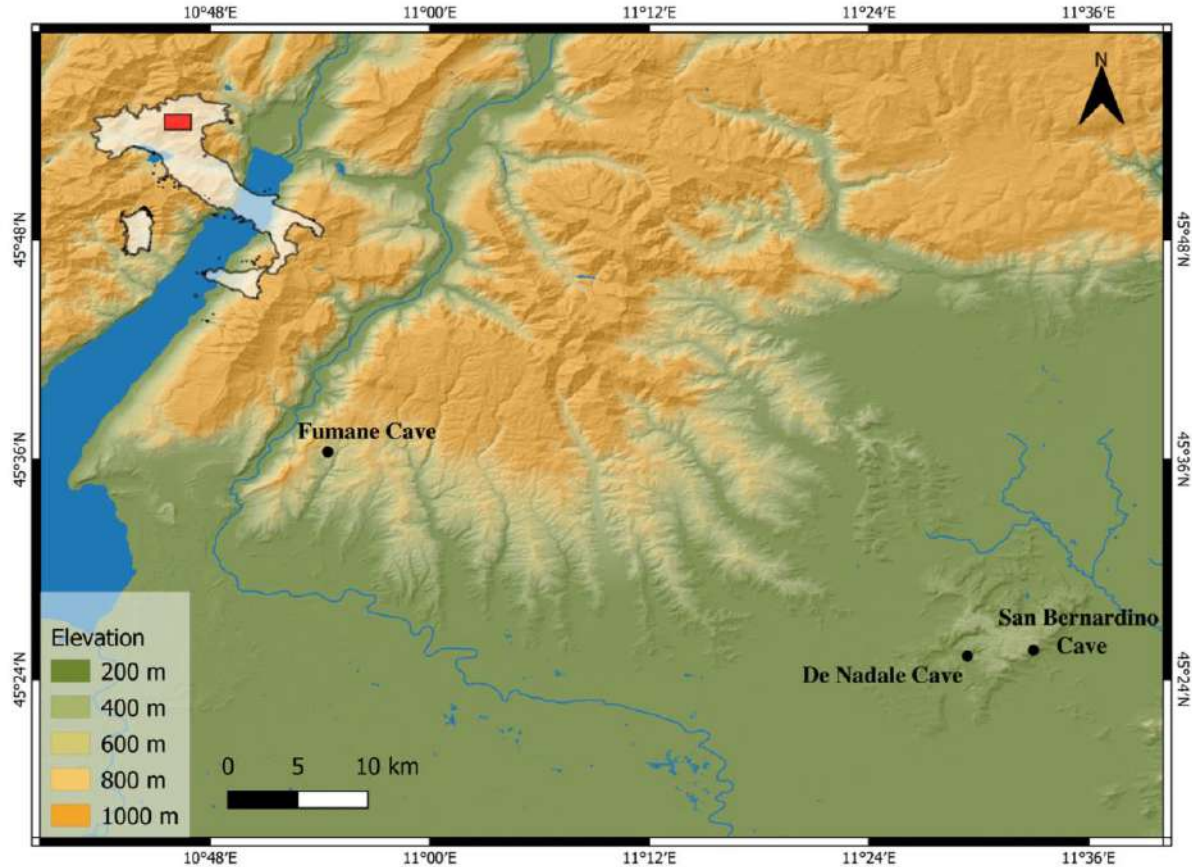 10°48'E 11°00'E 11°12'E 11°24'E 11°36'E
N
45°48'N 45°48'N
Fumane Cave
45°36'N 45°36'N
San Bernardino
Cave
De Nadale Cave
45°24'N 45°24'N
Elevation
200 m
400 m
600 m
800 m
1000 m
0 5 10 km
10°48'E 11°00'E 11°12'E 11°24'E 11°36'E